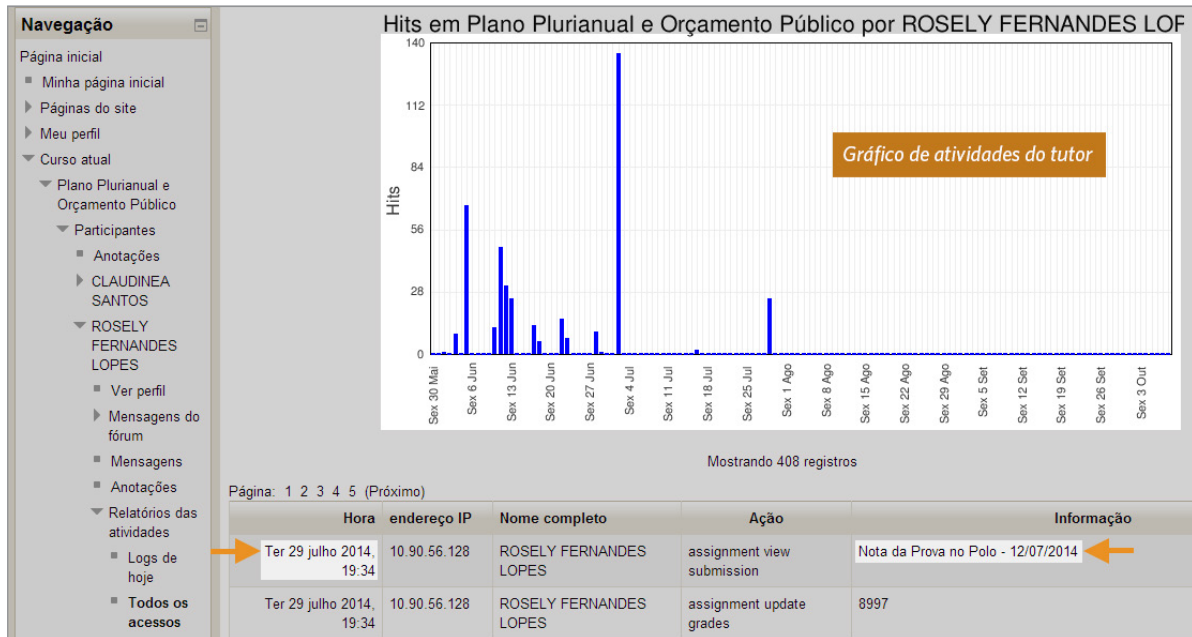 Navegação
Página inicial
Minha página inicial
Páginas do site
Meu perfil
Curso atual
Plano Plurianual e
Orçamento Público
Participantes
Anotações
CLAUDINEA
SANTOS
ROSELY
FERNANDES
LOPES
Ver perfil
Mensagens do
fórum
Mensagens
Anotações
Relatórios das
atividades
Logs de
hoje
Todos os
acessos
Hits em Plano Plurianual e Orçamento Público por ROSELY FERNANDES LOP
140
112
84
56
28
0
Hits
Gráfico de atividades do tutor
Sex 30 Mai
Sex 6 Jun
Sex 13 Jun
Sex 20 Jun
Sex 27 Jun
Sex 4 Jul
Sex 11 Jul
Sex 18 Jul
Sex 25 Jul
Sex 1 Ago
Sex 8 Ago
Sex 15 Ago
Sex 22 Ago
Sex 29 Ago
Sex 5 Set
Sex 12 Set
Sex 19 Set
Sex 26 Set
Sex 3 Out
Mostrando 408 registros
Página: 1 2 3 4 5 (Próximo)
Hora endereço IP Nome completo Ação Informação
Ter 29 julho 2014, 10.90.56.128 ROSELY FERNANDES assignment view Nota da Prova no Polo - 12/07/2014
19:34 LOPES submission
Ter 29 julho 2014, 10.90.56.128 ROSELY FERNANDES assignment update 8997
19:34 LOPES grades